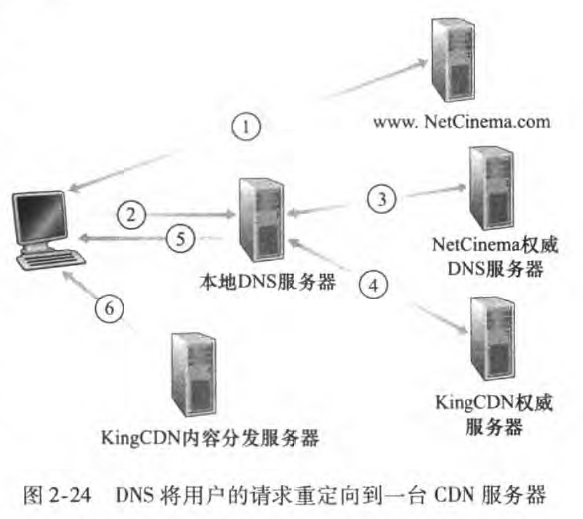 ①
www. NetCinema.com
②
③
⑤
NetCinema权威
DNS服务器
本地DNS服务器
④
⑥
KingCDN权威
服务器
KingCDN内容分发服务器
图 2-24 DNS 将用户的请求重定向到一台 CDN 服务器